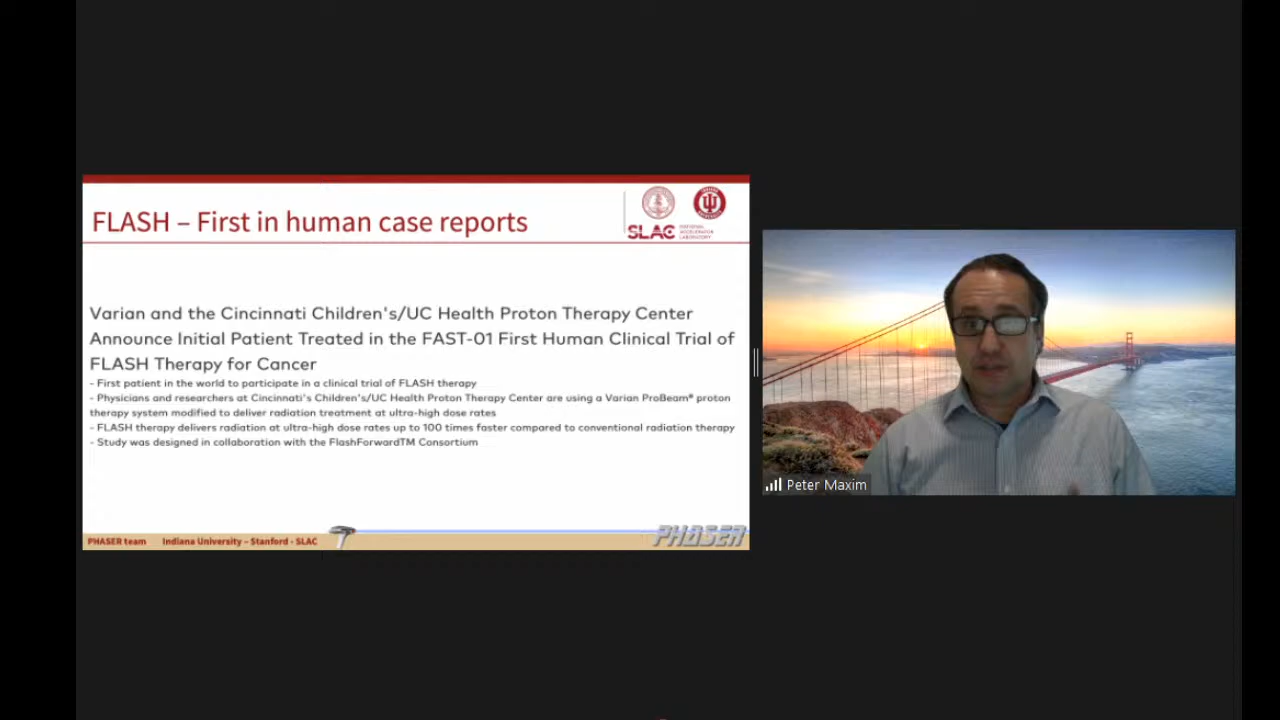 FLASH – First in human case reports
SLAC
NATIONAL
ACCELERATOR
LABORATORY
Varian and the Cincinnati Children's/UC Health Proton Therapy Center
Announce Initial Patient Treated in the FAST-01 First Human Clinical Trial of
FLASH Therapy for Cancer
- First patient in the world to participate in a clinical trial of FLASH therapy
- Physicians and researchers at Cincinnati's Children's/UC Health Proton Therapy Center are using a Varian ProBeam® proton
therapy system modified to deliver radiation treatment at ultra-high dose rates
- FLASH therapy delivers radiation at ultra-high dose rates up to 100 times faster compared to conventional radiation therapy
- Study was designed in collaboration with the FlashForwardTM Consortium
PHASER team Indiana University – Stanford - SLAC
PHASER
Peter Maxim